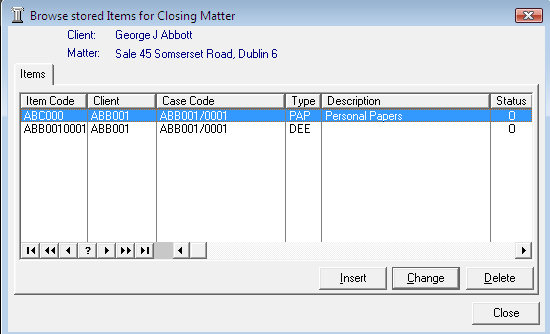 Browse stored Items for Closing Matter
Client: George J Abbott
Matter: Sale 45 Somserset Road, Dublin 6
Items
Item Code Client Case Code Type Description Status
ABC000 ABB001 ABB001/0001 PAP Personal Papers 0
ABB0010001 ABB001 ABB001/0001 DEE 0
?
Insert Change Delete
Close